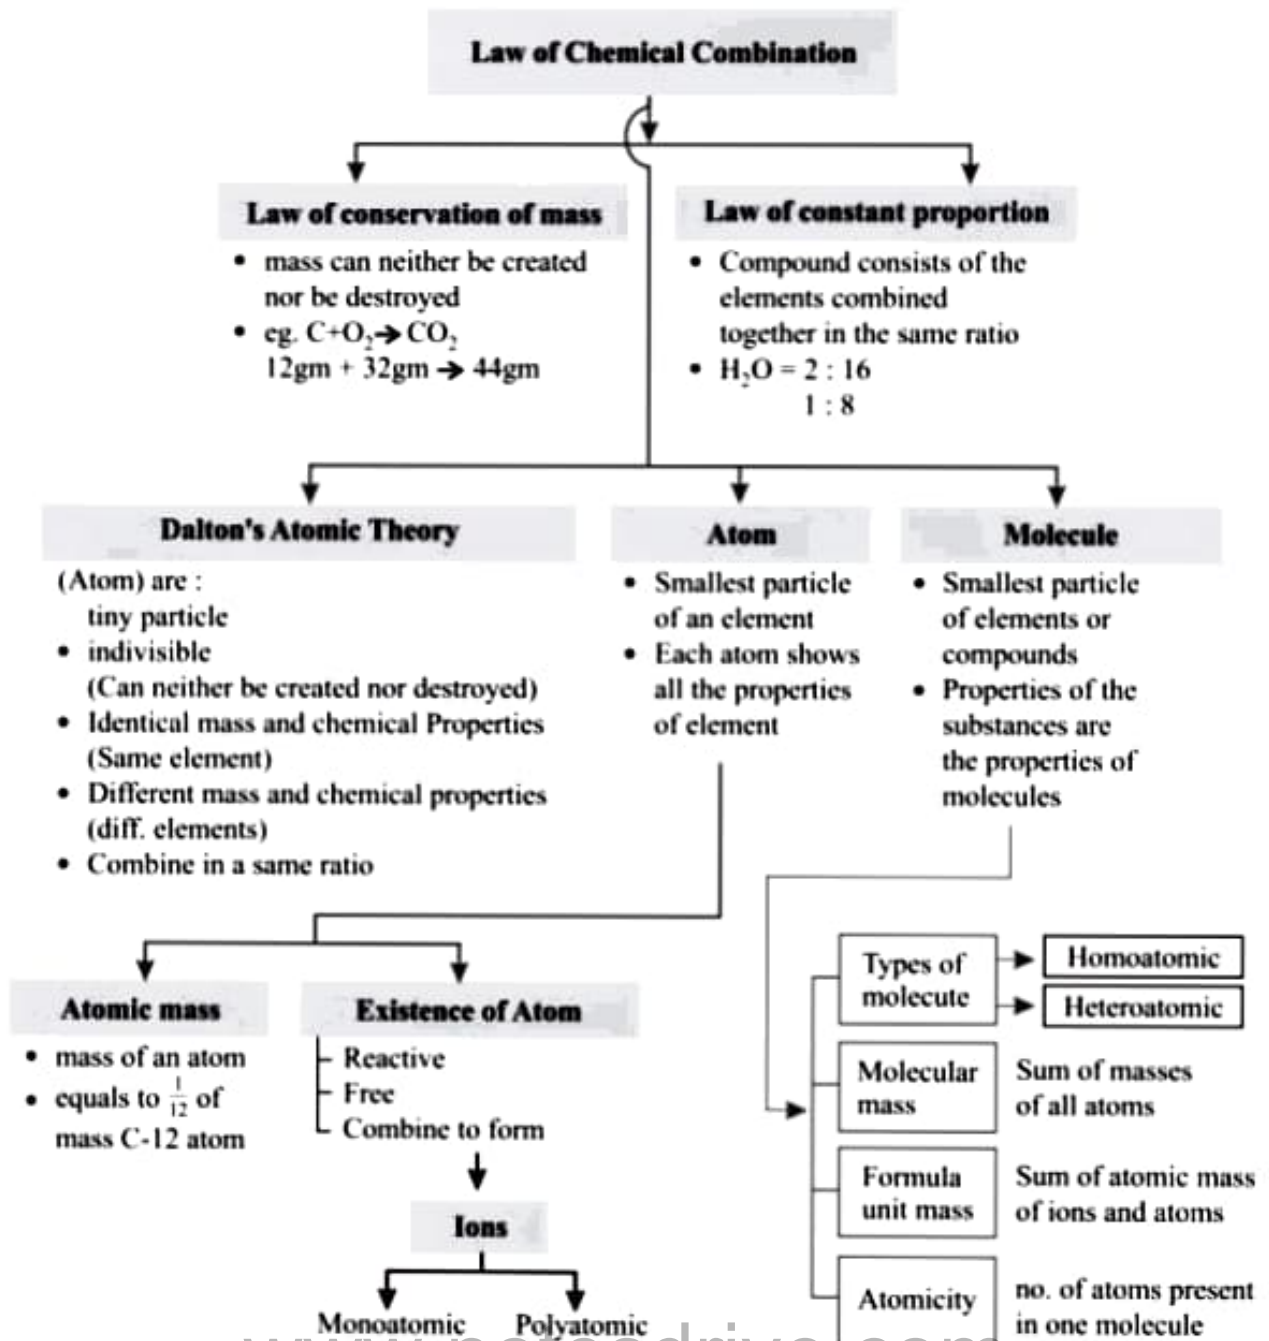 Law of Chemical Combination
Law of conservation of mass
• mass can neither be created
nor be destroyed
• eg. C+O₂→CO₂
12gm + 32gm → 44gm
Law of constant proportion
• Compound consists of the
elements combined
together in the same ratio
• H₂O = 2 : 16
1 : 8
Dalton's Atomic Theory
(Atom) are :
tiny particle
• indivisible
(Can neither be created nor destroyed)
• Identical mass and chemical Properties
(Same element)
• Different mass and chemical properties
(diff. elements)
• Combine in a same ratio
Atom
• Smallest particle
of an element
• Each atom shows
all the properties
of element
Molecule
• Smallest particle
of elements or
compounds
• Properties of the
substances are
the properties of
molecules
Atomic mass
• mass of an atom
• equals to 1/12 of
mass C-12 atom
Existence of Atom
Reactive
Free
Combine to form
Ions
Monoatomic Polyatomic
Types of
molecute
Homoatomic
Heteroatomic
Molecular
mass
Sum of masses
of all atoms
Formula
unit mass
Sum of atomic mass
of ions and atoms
Atomicity
no. of atoms present
in one molecule